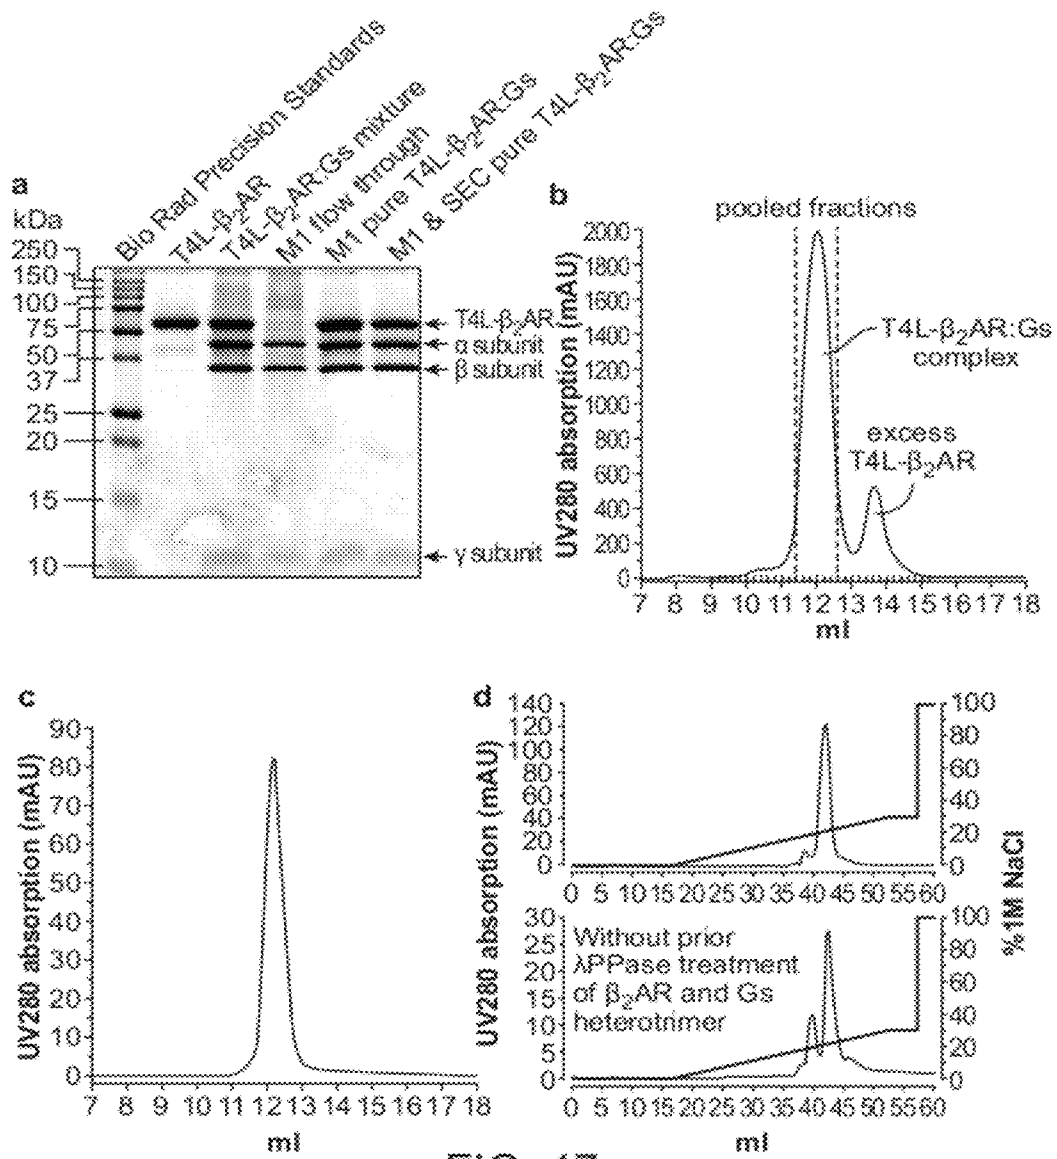 a
Bio Rad Precision Standards
T4L-β₂AR
T4L-β₂AR:Gs mixture
M1 flow through
M1 pure T4L-β₂AR:Gs
M1 & SEC pure T4L-β₂AR:Gs
kDa
250
150
100
75
50
37
25
20
15
10
T4L-β₂AR
α subunit
β subunit
γ subunit
b
pooled fractions
UV280 absorption (mAU)
2000
1800
1600
1400
1200
1000
800
600
400
200
0
T4L-β₂AR:Gs
complex
excess
T4L-β₂AR
7 8 9 10 11 12 13 14 15 16 17 18
ml
c
UV280 absorption (mAU)
90
80
70
60
50
40
30
20
10
0
7 8 9 10 11 12 13 14 15 16 17 18
ml
d
UV280 absorption (mAU)
140
120
100
80
60
40
20
0
100
80
60
40
20
0
0 5 10 15 20 25 30 35 40 45 50 55 60
%1M NaCl
30
25
20
15
10
5
0
Without prior
λPPase treatment
of β₂AR and Gs
heterotrimer
100
80
60
40
20
0
0 5 10 15 20 25 30 35 40 45 50 55 60
ml